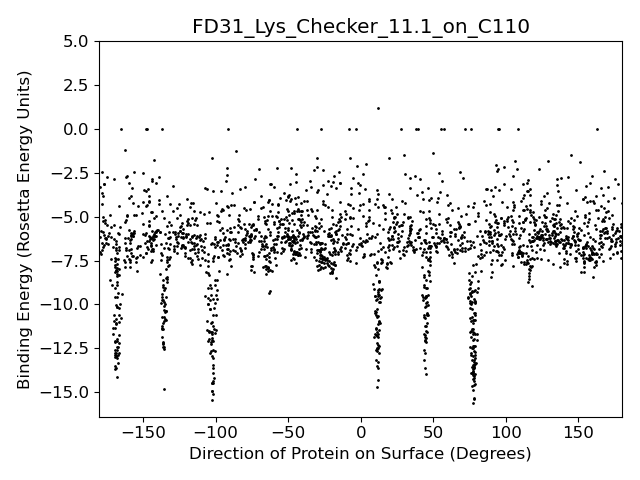 FD31_Lys_Checker_11.1_on_C110
Binding Energy (Rosetta Energy Units)
5.0
2.5
0.0
−2.5
−5.0
−7.5
−10.0
−12.5
−15.0
−150 −100 −50 0 50 100 150
Direction of Protein on Surface (Degrees)